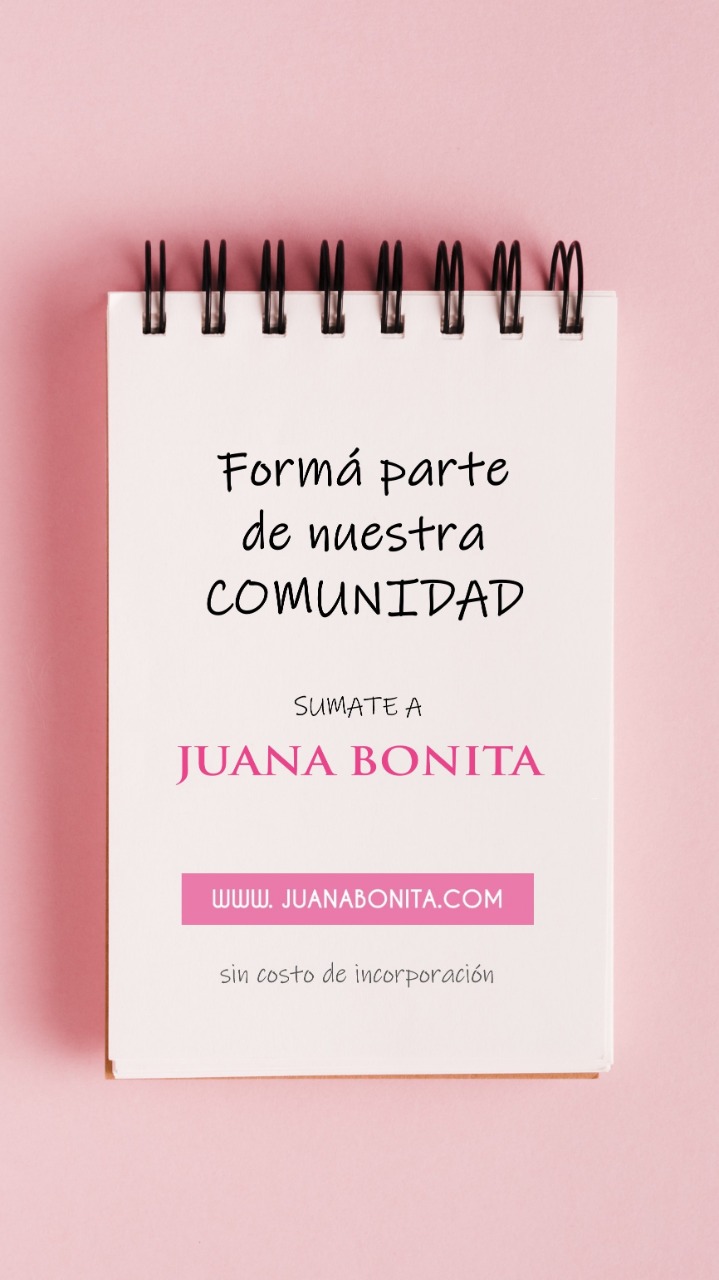 Formá parte
de nuestra
COMUNIDAD
SUMATE A
JUANA BONITA
WWW. JUANABONITA.COM
sin costo de incorporación